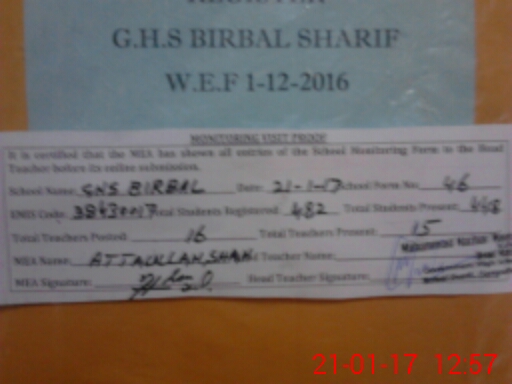 REGISTER
G.H.S BIRBAL SHARIF
W.E.F 1-12-2016
MONITORING VISIT PROOF
It is certified that the MEA has shown all entries of the School Monitoring Form to the Head
Teacher before its online submission.
School Name: GHS BIRBAL Date: 21-1-17 School Form No: 46
EMIS Code: 38430017 Total Students Registered: 482 Total Students Present: 448
Total Teachers Posted: 16 Total Teachers Present: 15
MEA Name: ATTAULLAH SHAH Head Teacher Name:
MEA Signature: Head Teacher Signature:
21-01-17 12:57